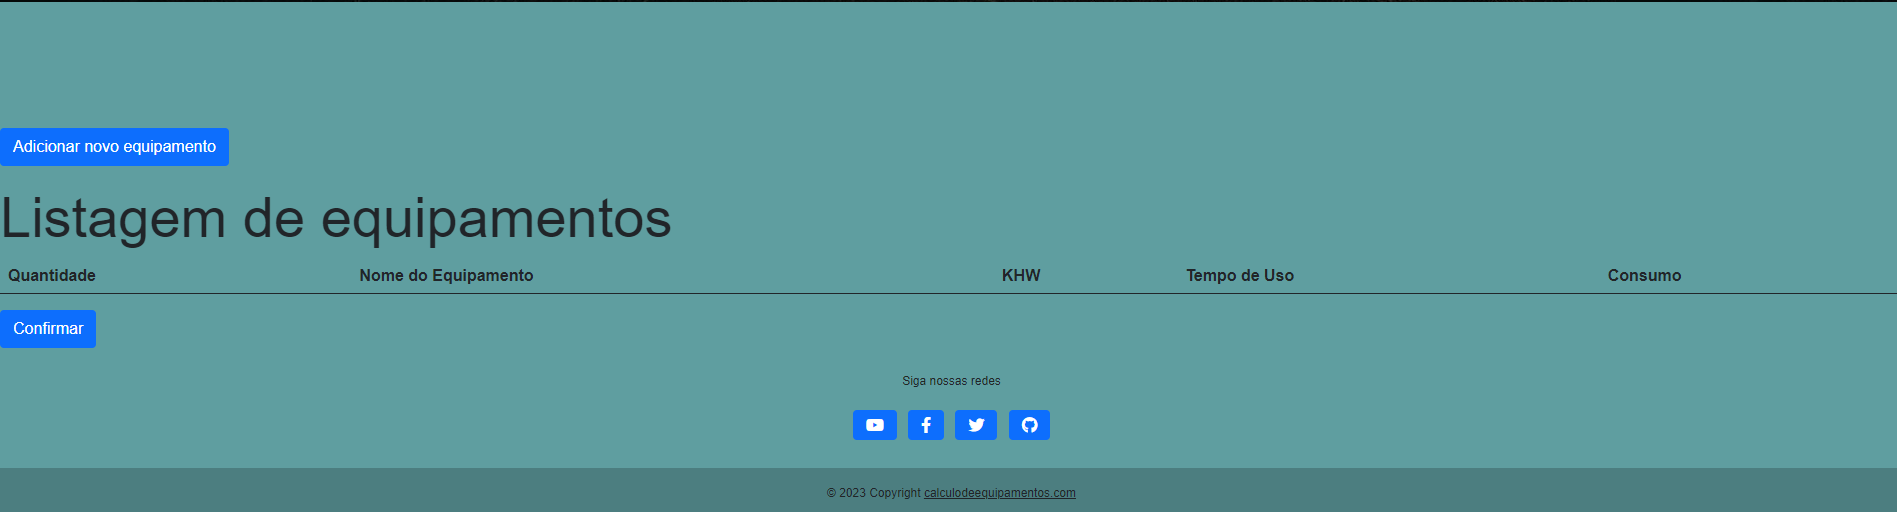 Adicionar novo equipamento
Listagem de equipamentos
Quantidade Nome do Equipamento KHW Tempo de Uso Consumo
Confirmar
Siga nossas redes
© 2023 Copyright calculodeequipamentos.com